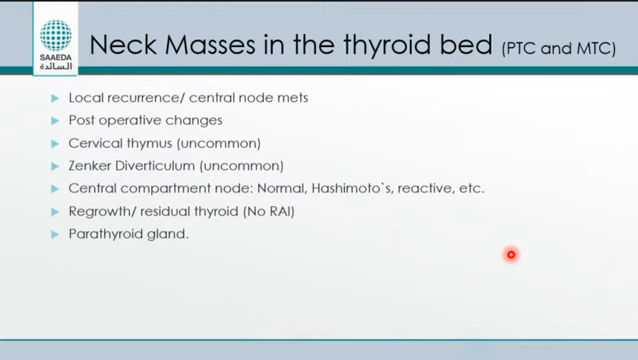 SAAEDA
السائدة
Neck Masses in the thyroid bed (PTC and MTC)
Local recurrence/ central node mets
Post operative changes
Cervical thymus (uncommon)
Zenker Diverticulum (uncommon)
Central compartment node: Normal, Hashimoto`s, reactive, etc.
Regrowth/ residual thyroid (No RAI)
Parathyroid gland.